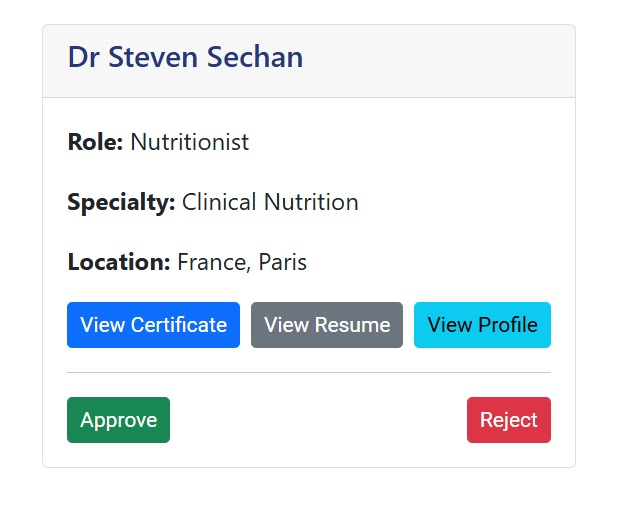 Dr Steven Sechan
Role: Nutritionist
Specialty: Clinical Nutrition
Location: France, Paris
View Certificate View Resume View Profile
Approve Reject